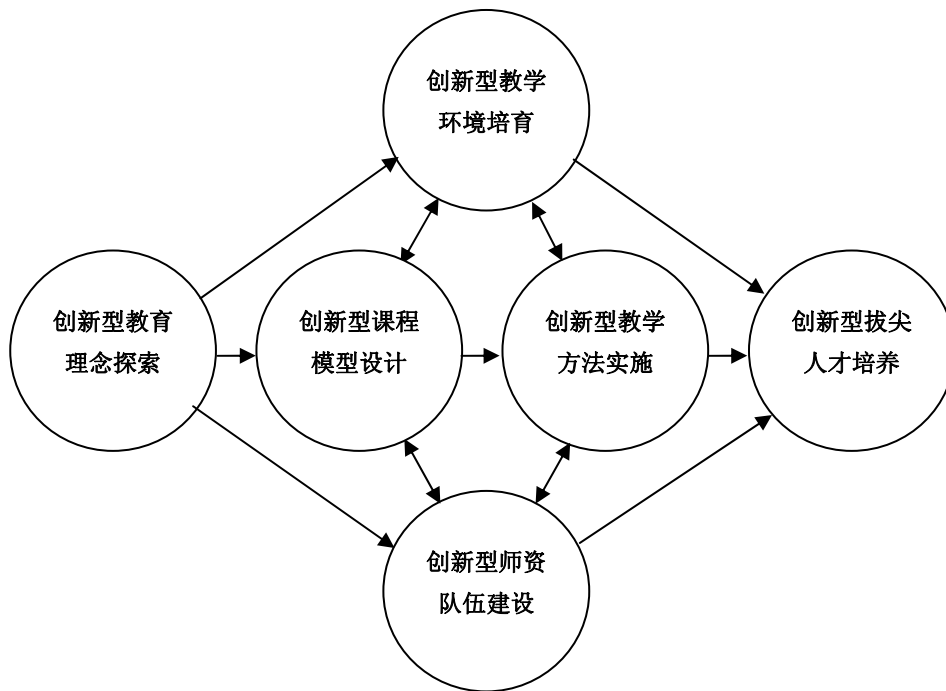 创新型教学
环境培育
创新型教育
理念探索
创新型课程
模型设计
创新型教学
方法实施
创新型拔尖
人才培养
创新型师资
队伍建设